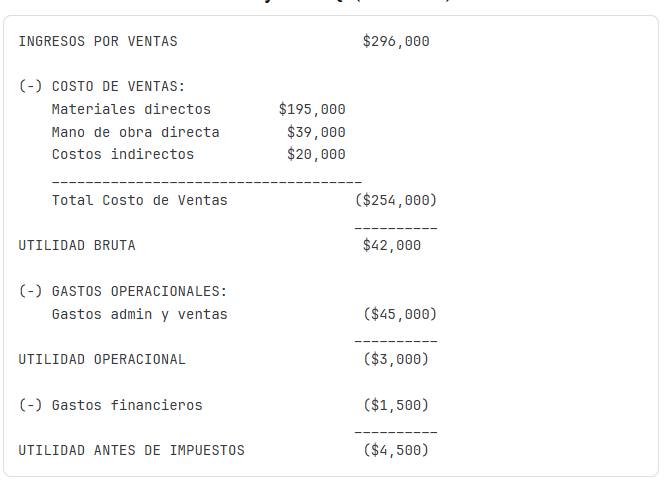 INGRESOS POR VENTAS $296,000
(-) COSTO DE VENTAS:
Materiales directos $195,000
Mano de obra directa $39,000
Costos indirectos $20,000
Total Costo de Ventas ($254,000)
UTILIDAD BRUTA $42,000
(-) GASTOS OPERACIONALES:
Gastos admin y ventas ($45,000)
UTILIDAD OPERACIONAL ($3,000)
(-) Gastos financieros ($1,500)
UTILIDAD ANTES DE IMPUESTOS ($4,500)